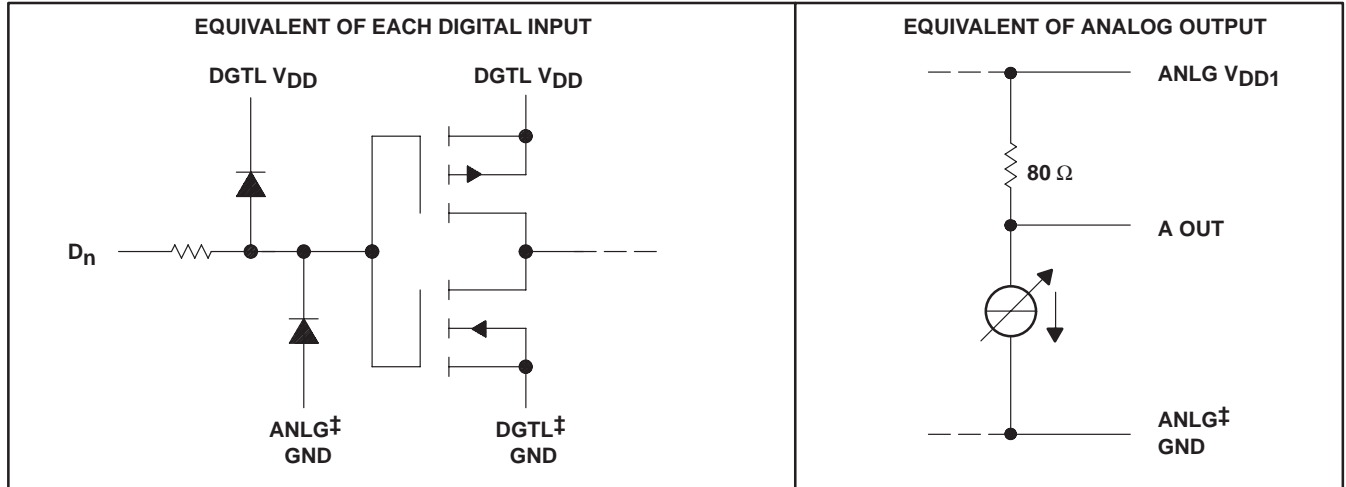 EQUIVALENT OF EACH DIGITAL INPUT
DGTL VDD
DGTL VDD
Dn
ANLG‡
GND
DGTL‡
GND
EQUIVALENT OF ANALOG OUTPUT
ANLG VDD1
80 Ω
A OUT
ANLG‡
GND